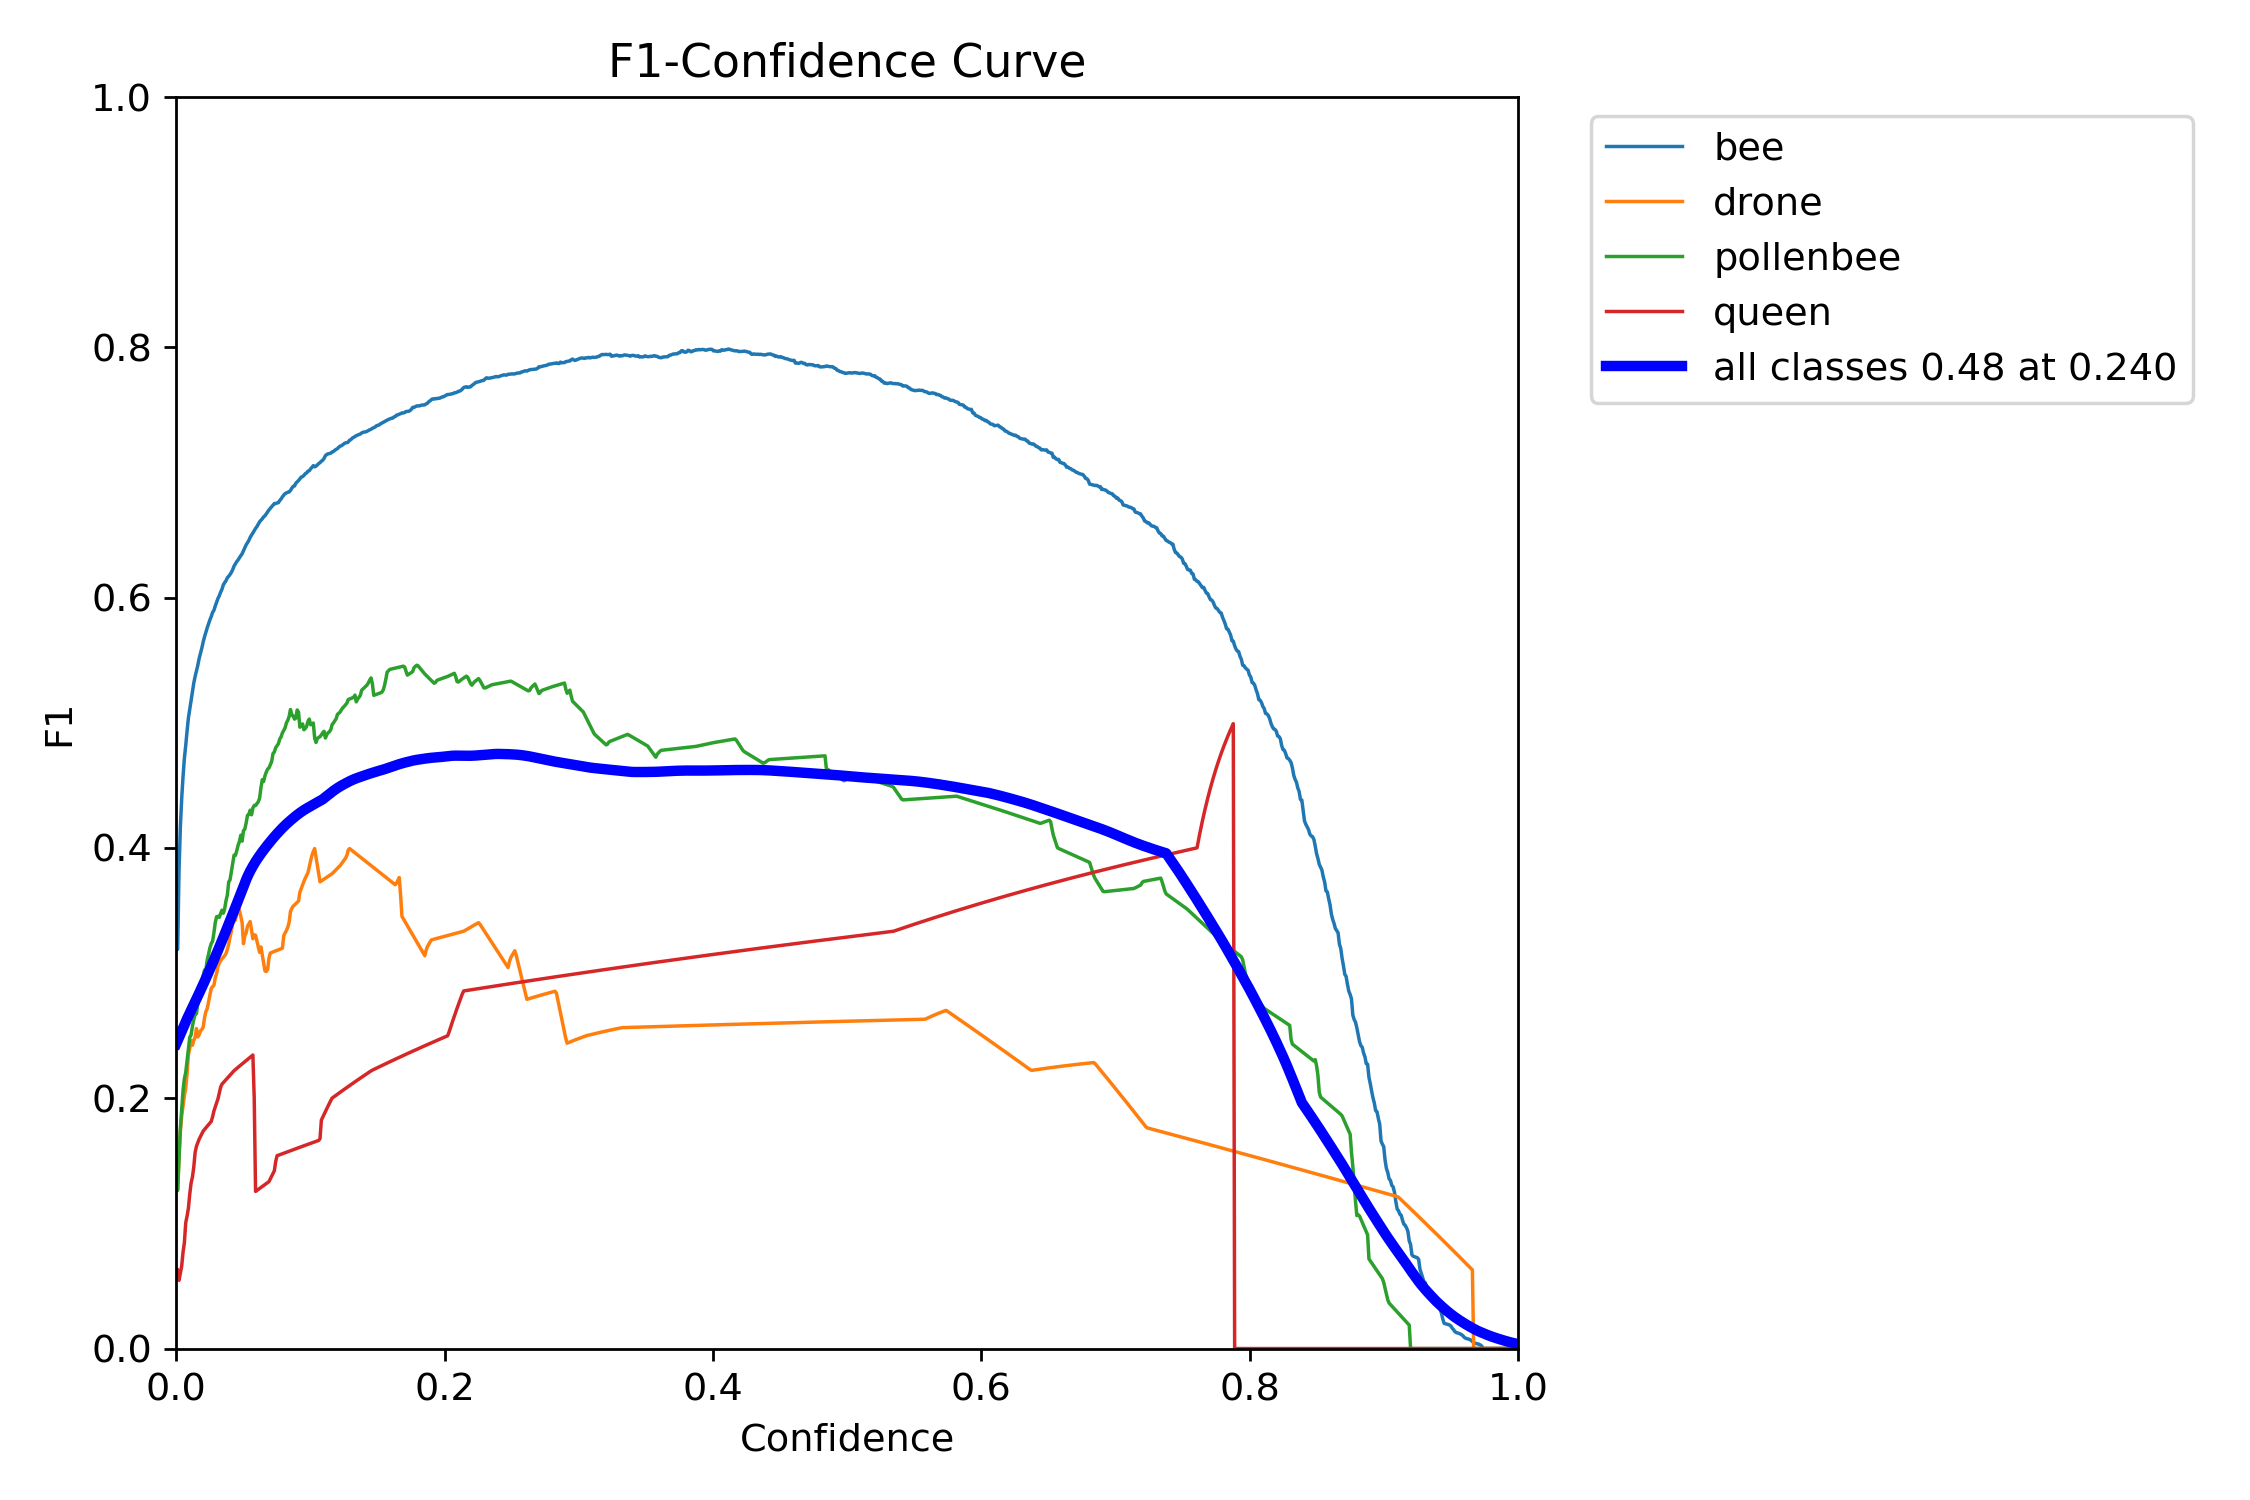 F1-Confidence Curve
1.0
0.8
0.6
0.4
0.2
0.0
F1
0.0 0.2 0.4 0.6 0.8 1.0
Confidence
bee
drone
pollenbee
queen
all classes 0.48 at 0.240